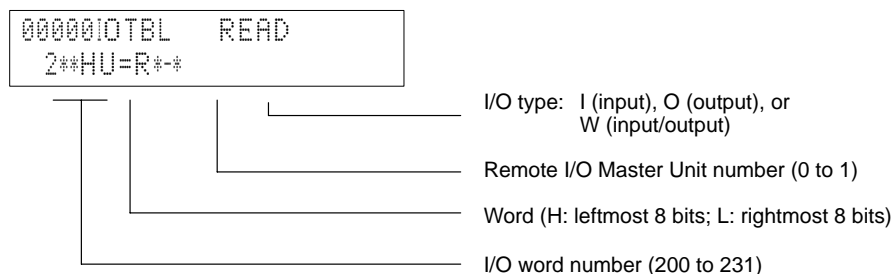 00000IOTBL READ
2**HU=R*-*
I/O type: I (input), O (output), or
W (input/output)
Remote I/O Master Unit number (0 to 1)
Word (H: leftmost 8 bits; L: rightmost 8 bits)
I/O word number (200 to 231)